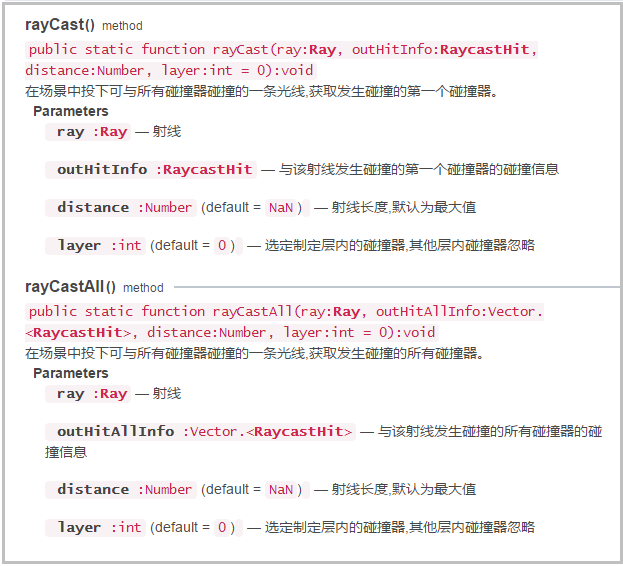 rayCast() method
public static function rayCast(ray:Ray, outHitInfo:RaycastHit,
distance:Number, layer:int = 0):void
在场景中投下可与所有碰撞器碰撞的一条光线,获取发生碰撞的第一个碰撞器。
Parameters
ray :Ray — 射线
outHitInfo :RaycastHit — 与该射线发生碰撞的第一个碰撞器的碰撞信息
distance :Number (default = NaN ) — 射线长度,默认为最大值
layer :int (default = 0 ) — 选定制定层内的碰撞器,其他层内碰撞器忽略
rayCastAll() method
public static function rayCastAll(ray:Ray, outHitAllInfo:Vector.
<RaycastHit>, distance:Number, layer:int = 0):void
在场景中投下可与所有碰撞器碰撞的一条光线,获取发生碰撞的所有碰撞器。
Parameters
ray :Ray — 射线
outHitAllInfo :Vector.<RaycastHit> — 与该射线发生碰撞的所有碰撞器的碰
撞信息
distance :Number (default = NaN ) — 射线长度,默认为最大值
layer :int (default = 0 ) — 选定制定层内的碰撞器,其他层内碰撞器忽略